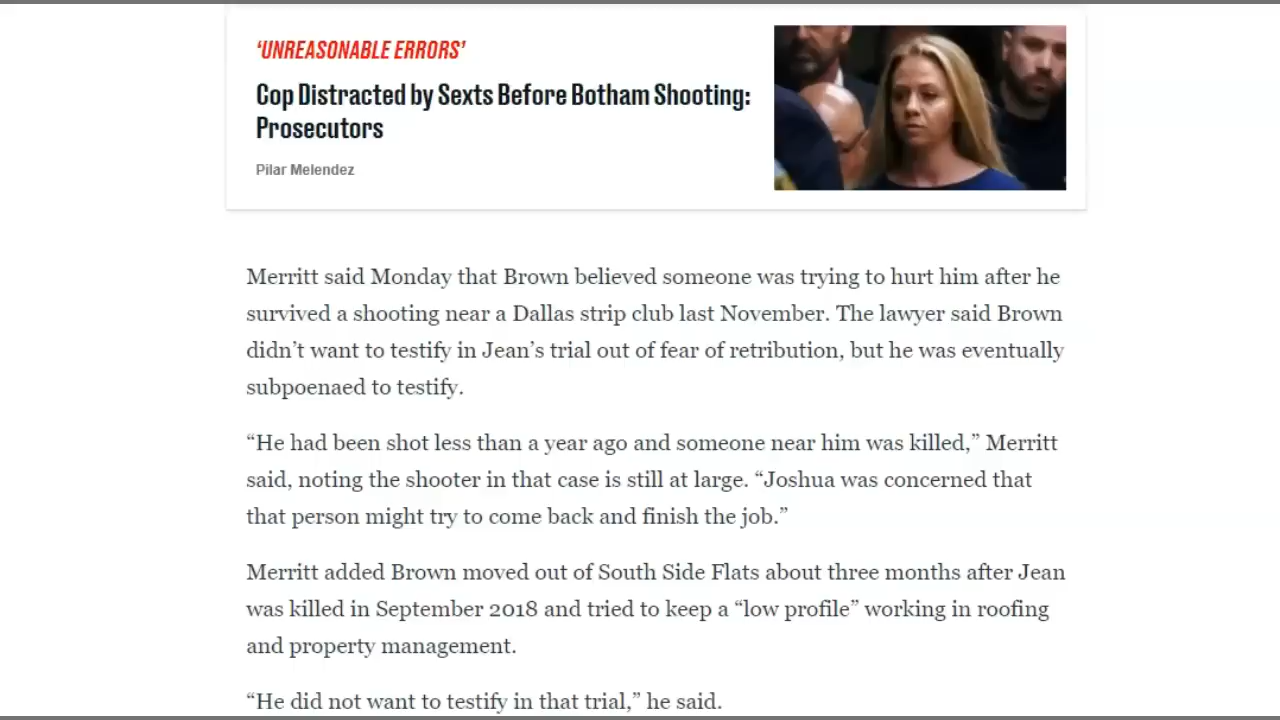 ‘UNREASONABLE ERRORS’
Cop Distracted by Sexts Before Botham Shooting:
Prosecutors
Pilar Melendez
Merritt said Monday that Brown believed someone was trying to hurt him after he
survived a shooting near a Dallas strip club last November. The lawyer said Brown
didn’t want to testify in Jean’s trial out of fear of retribution, but he was eventually
subpoenaed to testify.
“He had been shot less than a year ago and someone near him was killed,” Merritt
said, noting the shooter in that case is still at large. “Joshua was concerned that
that person might try to come back and finish the job.”
Merritt added Brown moved out of South Side Flats about three months after Jean
was killed in September 2018 and tried to keep a “low profile” working in roofing
and property management.
“He did not want to testify in that trial,” he said.